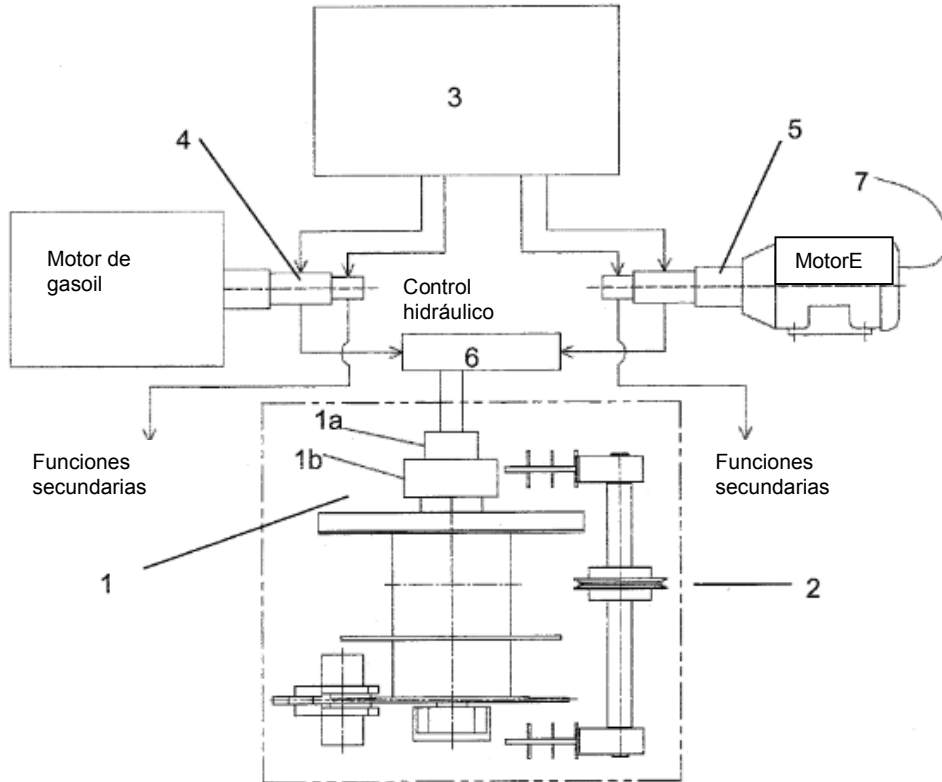 3
4
5
7
Motor de
gasoil
MotorE
Control
hidráulico
6
1a
1b
Funciones
secundarias
Funciones
secundarias
1
2